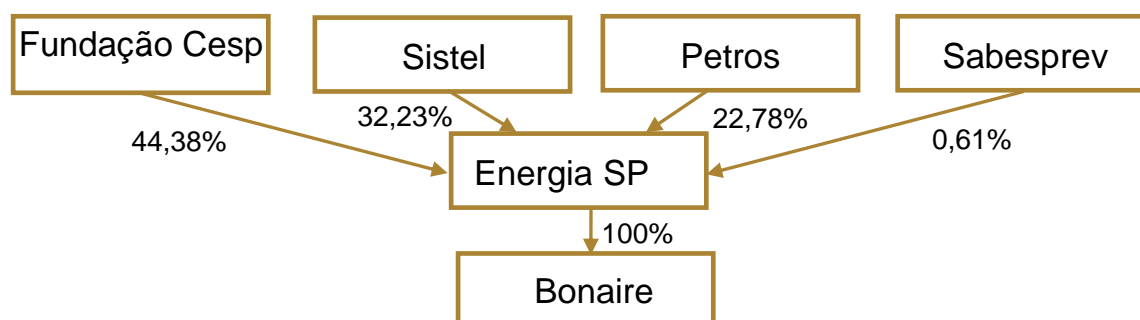 Fundação Cesp
Sistel
Petros
Sabesprev
44,38%
32,23%
22,78%
0,61%
Energia SP
100%
Bonaire